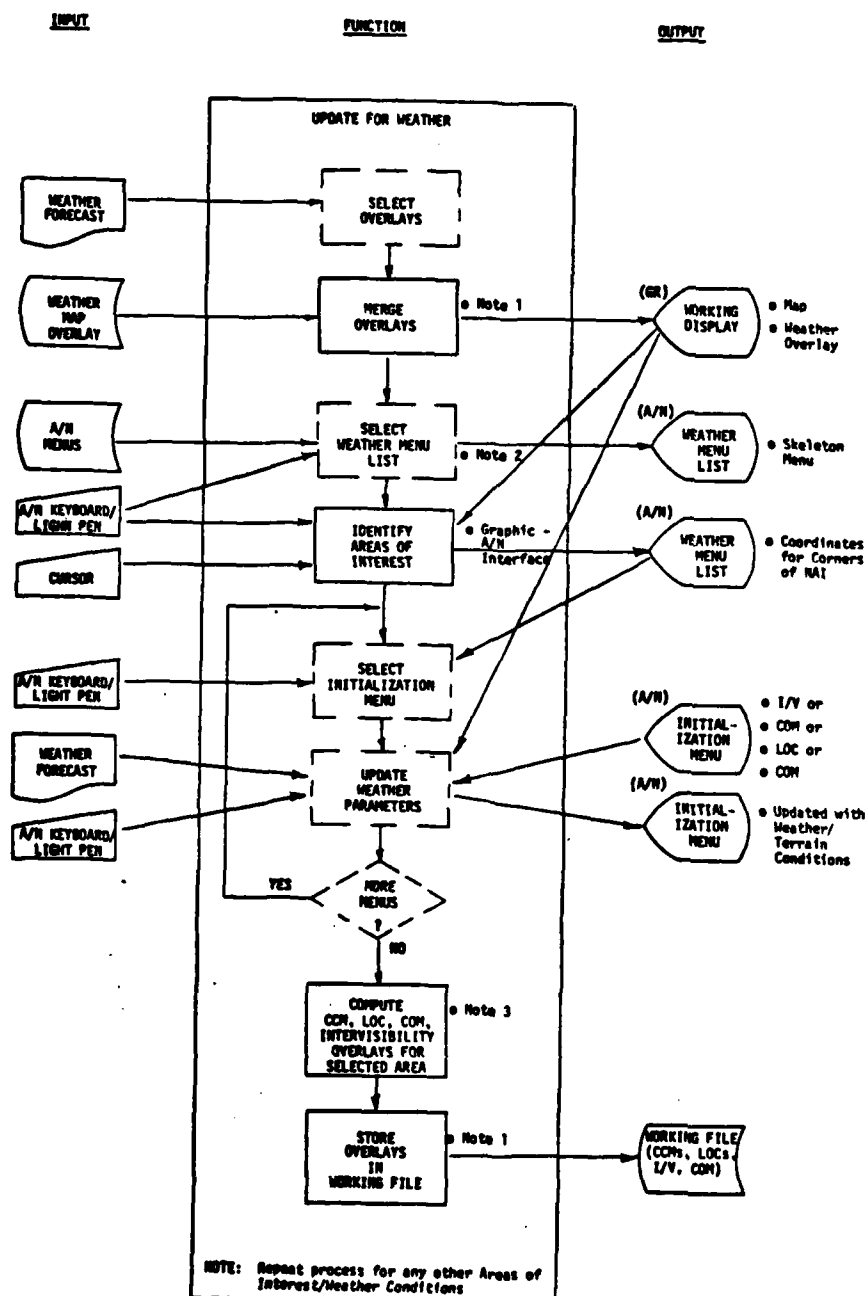 INPUT
FUNCTION
OUTPUT
UPDATE FOR WEATHER
WEATHER
FORECAST
SELECT
OVERLAYS
WEATHER
MAP
OVERLAY
MERGE
OVERLAYS
• Note 1
(GR)
WORKING
DISPLAY
• Map
• Weather
Overlay
A/N
MENUS
SELECT
WEATHER MENU
LIST
• Note 2
(A/N)
WEATHER
MENU
LIST
• Skeleton
Menu
A/N KEYBOARD/
LIGHT PEN
CURSOR
IDENTIFY
AREAS OF
INTEREST
• Graphic -
A/N
Interface
(A/N)
WEATHER
MENU
LIST
• Coordinates
for Corners
of NAI
A/N KEYBOARD/
LIGHT PEN
SELECT
INITIALIZATION
MENU
WEATHER
FORECAST
A/N KEYBOARD/
LIGHT PEN
UPDATE
WEATHER
PARAMETERS
(A/N)
INITIAL-
IZATION
MENU
• I/V or
• COM or
• LOC or
• COM
(A/N)
INITIAL-
IZATION
MENU
• Updated with
Weather/
Terrain
Conditions
YES
MORE
MENUS
?
NO
COMPUTE
CCM, LOC, COM,
INTERVISIBILITY
OVERLAYS FOR
SELECTED AREA
• Note 3
STORE
OVERLAYS
IN
WORKING FILE
• Note 1
WORKING FILE
(CCMs, LOCs,
I/V, COM)
NOTE: Repeat process for any other Areas of
Interest/Weather Conditions